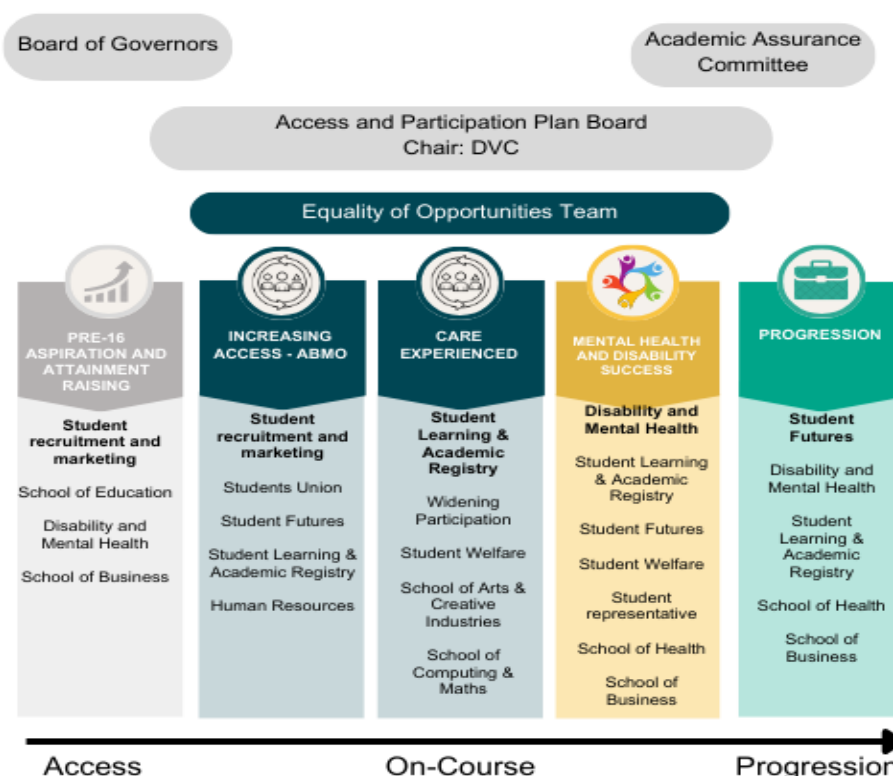 Board of Governors
Academic Assurance
Committee
Access and Participation Plan Board
Chair: DVC
Equality of Opportunities Team
PRE-16
ASPIRATION AND
ATTAINMENT
RAISING
Student
recruitment and
marketing
School of Education
Disability and
Mental Health
School of Business
INCREASING
ACCESS - ABMO
Student
recruitment and
marketing
Students Union
Student Futures
Student Learning &
Academic Registry
Human Resources
CARE
EXPERIENCED
Student
Learning &
Academic
Registry
Widening
Participation
Student Welfare
School of Arts &
Creative
Industries
School of
Computing &
Maths
MENTAL HEALTH
AND DISABILITY
SUCCESS
Disability and
Mental Health
Student Learning
& Academic
Registry
Student Futures
Student Welfare
Student
representative
School of Health
School of
Business
PROGRESSION
Student
Futures
Disability and
Mental Health
Student
Learning &
Academic
Registry
School of Health
School of
Business
Access
On-Course
Progression